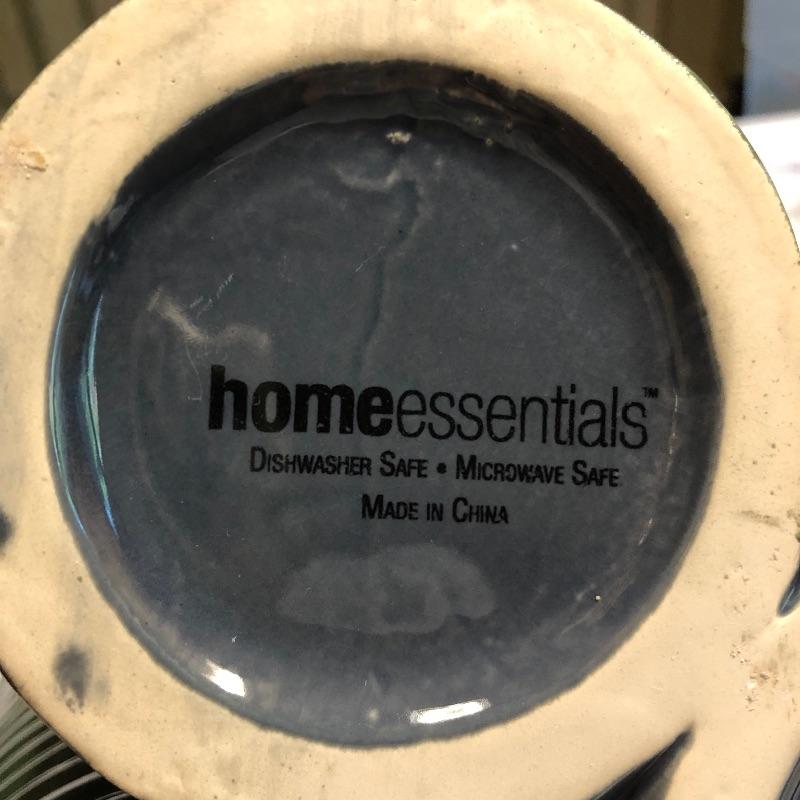 homeessentials™
DISHWASHER SAFE • MICROWAVE SAFE
MADE IN CHINA